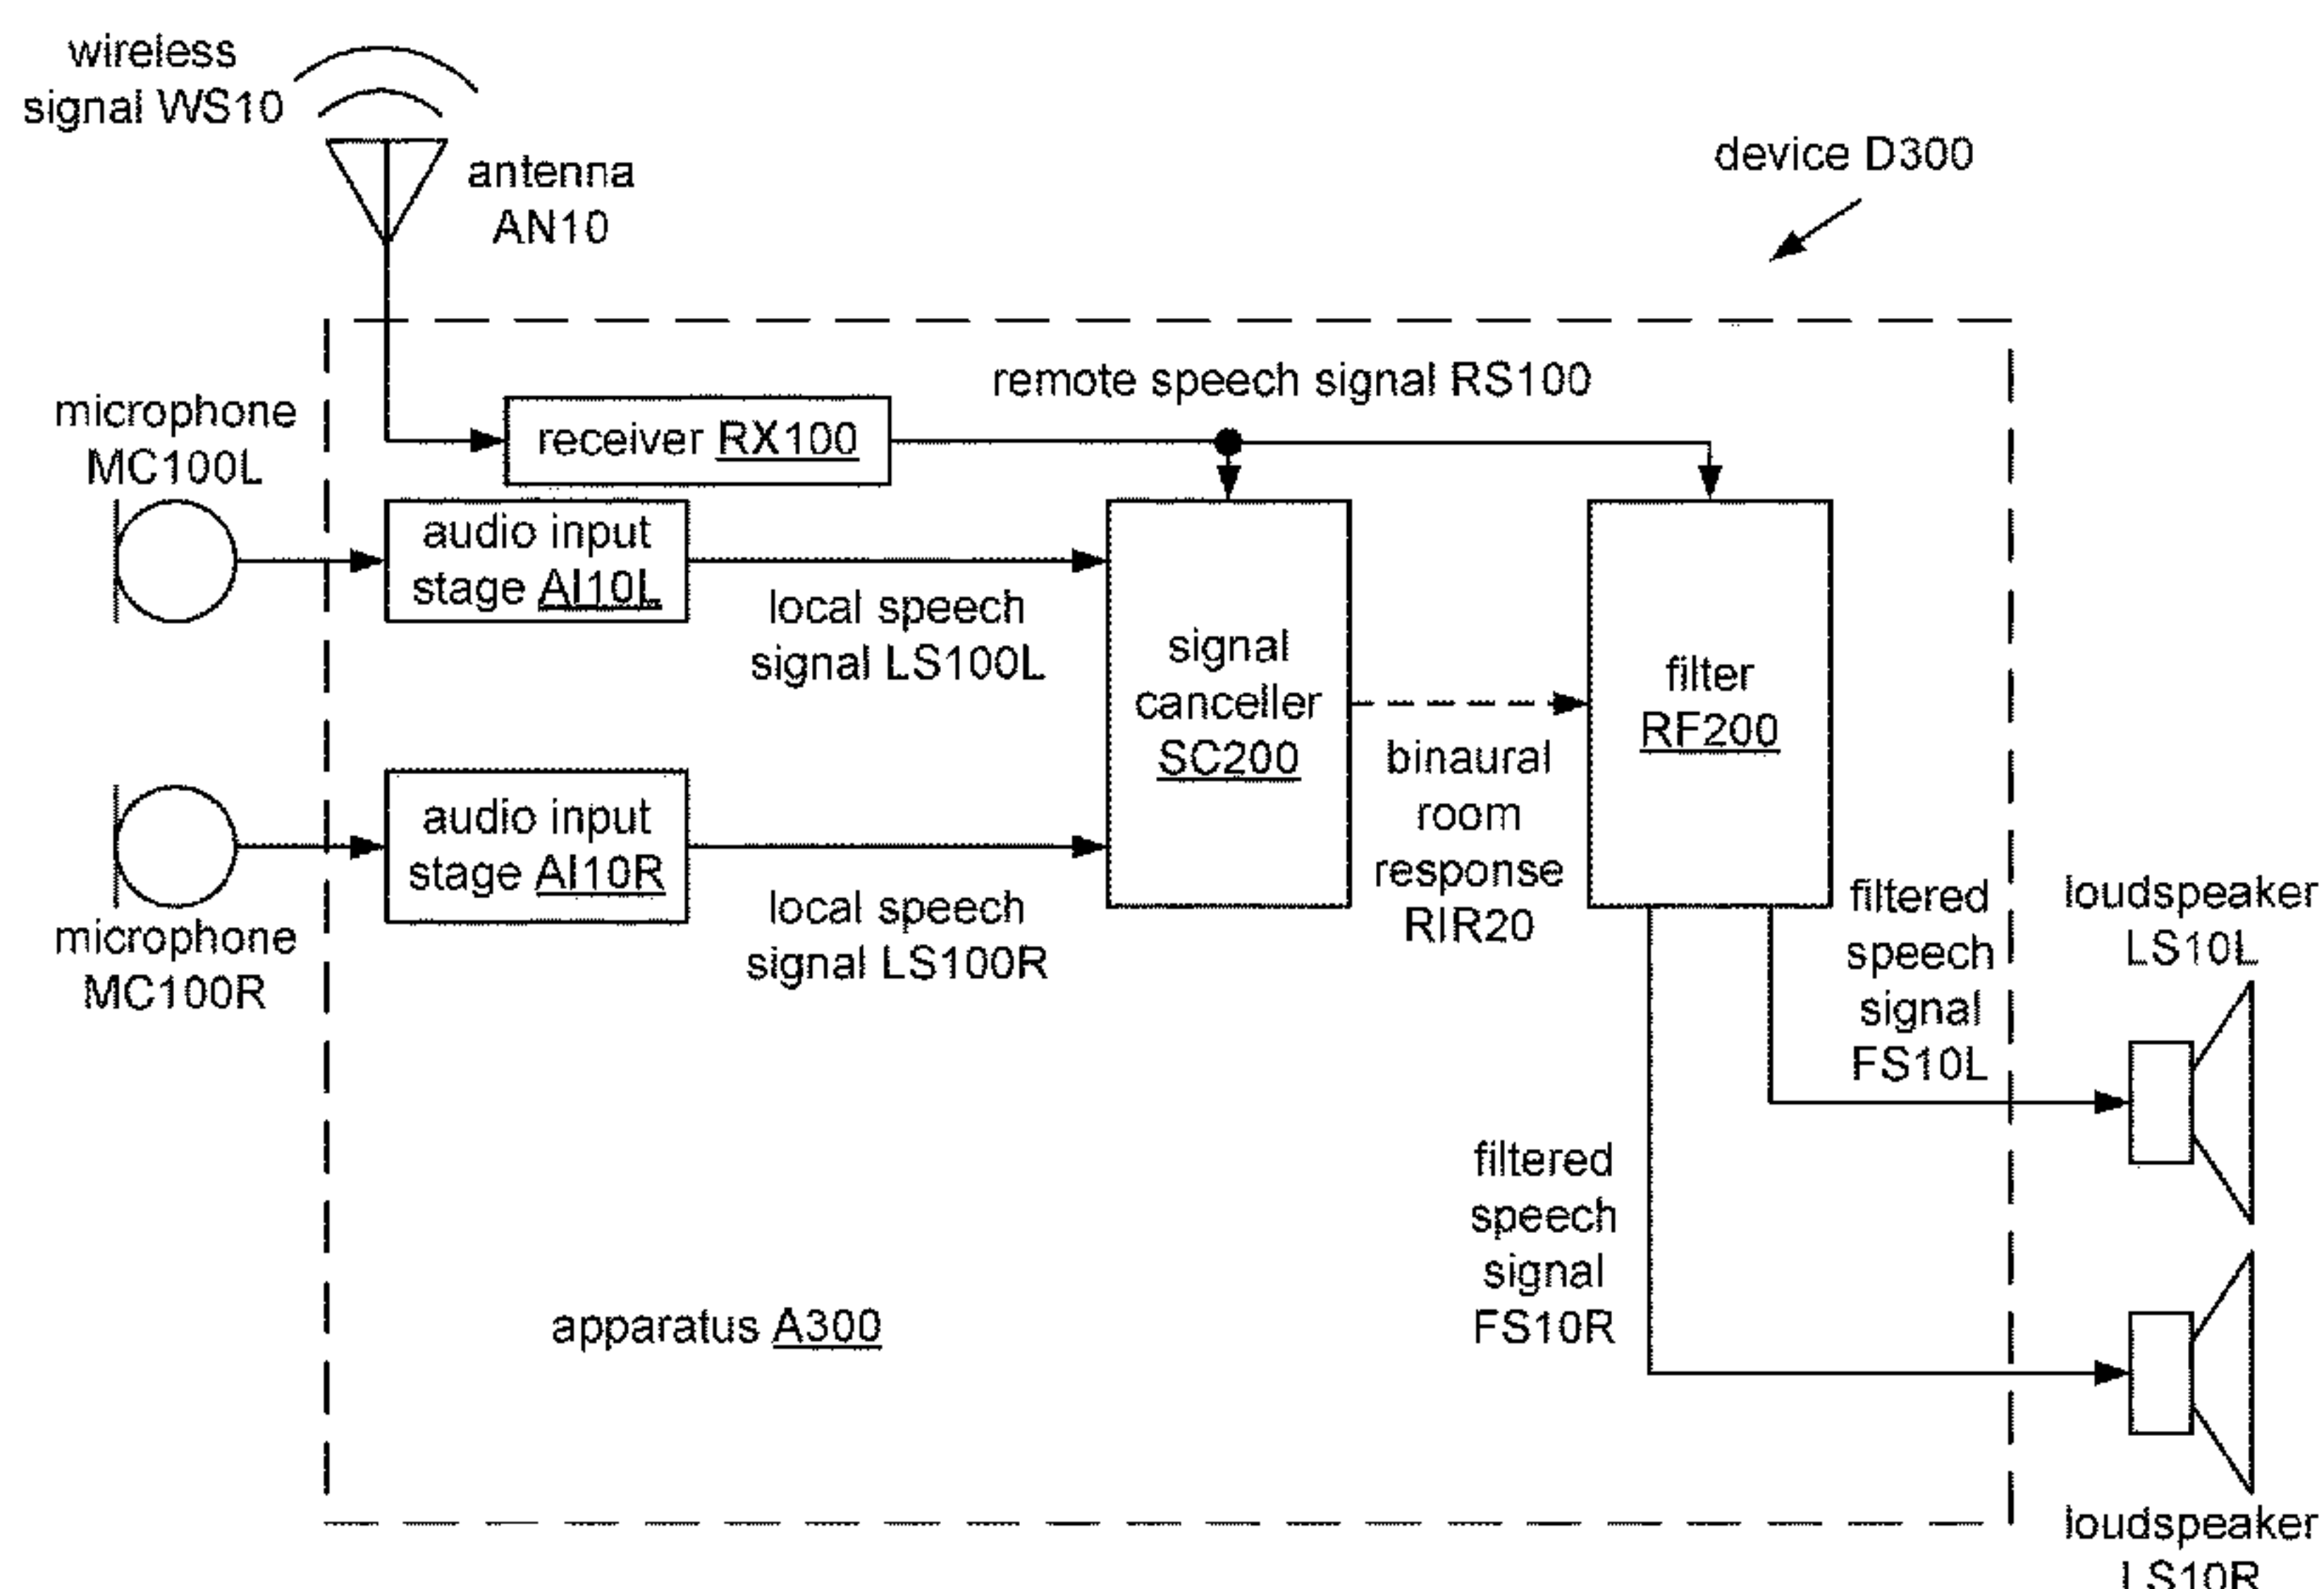 wireless
signal WS10
antenna
AN10
device D300
remote speech signal RS100
microphone
MC100L
receiver RX100
audio input
stage AI10L
local speech
signal LS100L
signal
canceller
SC200
filter
RF200
binaural
room
response
RIR20
audio input
stage AI10R
local speech
signal LS100R
microphone
MC100R
filtered
speech
signal
FS10L
loudspeaker
LS10L
filtered
speech
signal
FS10R
apparatus A300
loudspeaker
LS10R